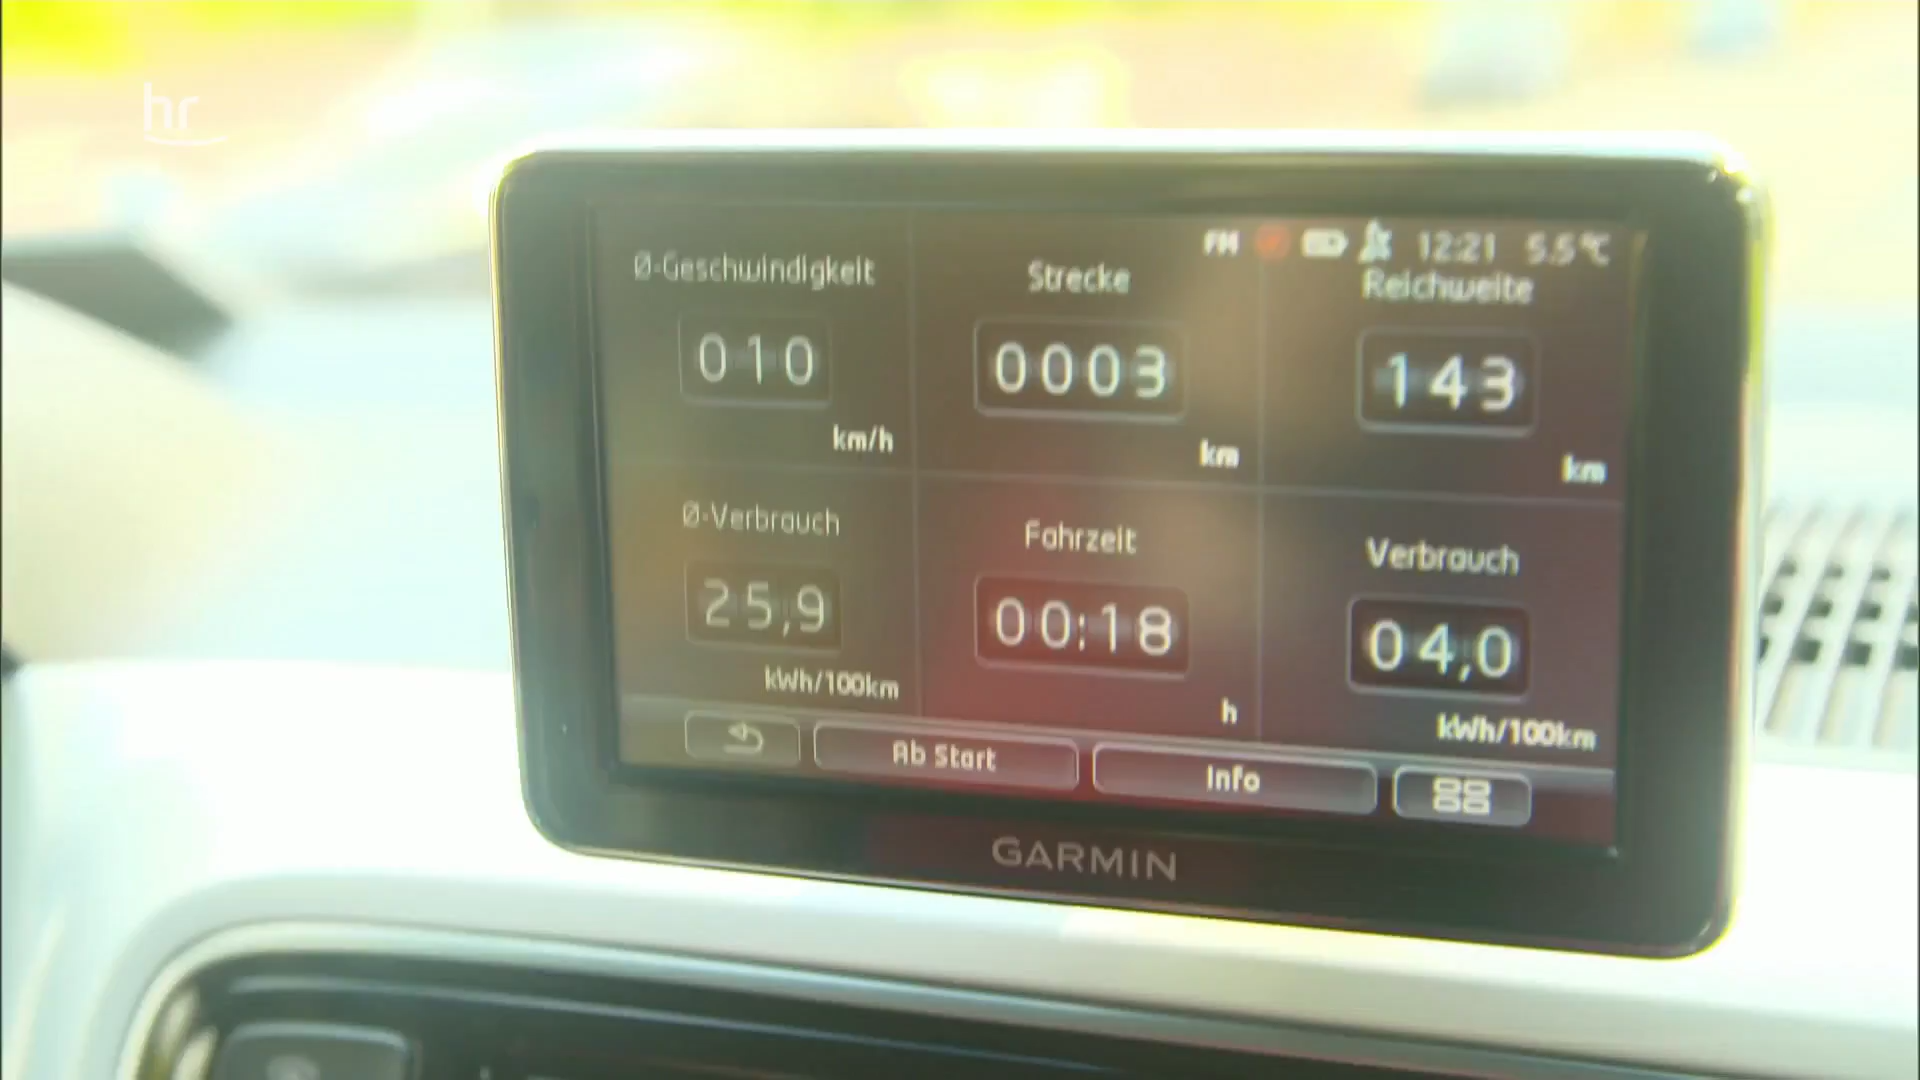 hr
FM 12:21 5.5°C
Ø-Geschwindigkeit
010
km/h
Strecke
0003
km
Reichweite
143
km
Ø-Verbrauch
25,9
kWh/100km
Fahrzeit
00:18
h
Verbrauch
04,0
kWh/100km
Ab Start
Info
GARMIN